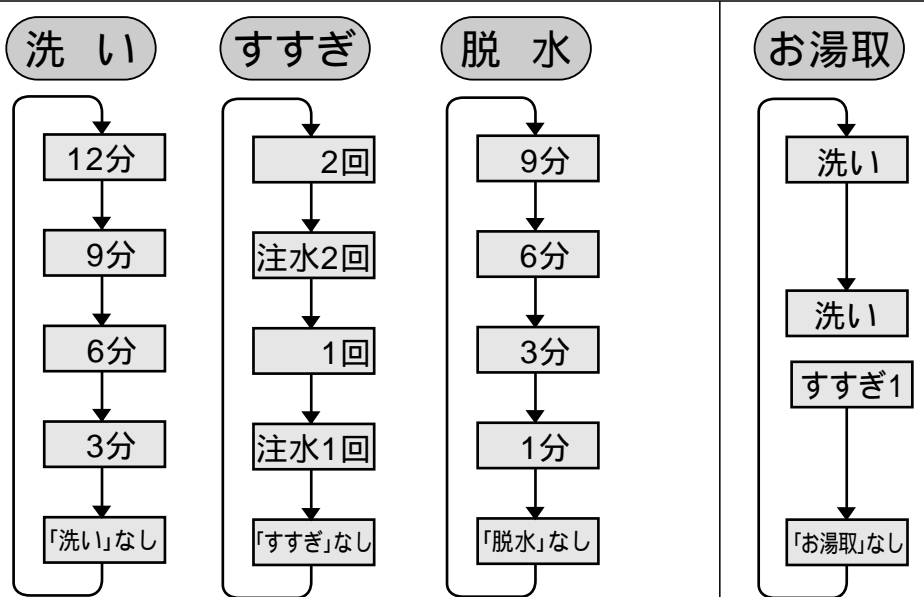 洗 い
12分
9分
6分
3分
「洗い」なし
すすぎ
2回
注水2回
1回
注水1回
「すすぎ」なし
脱 水
9分
6分
3分
1分
「脱水」なし
お湯取
洗い
洗い
すすぎ1
「お湯取」なし